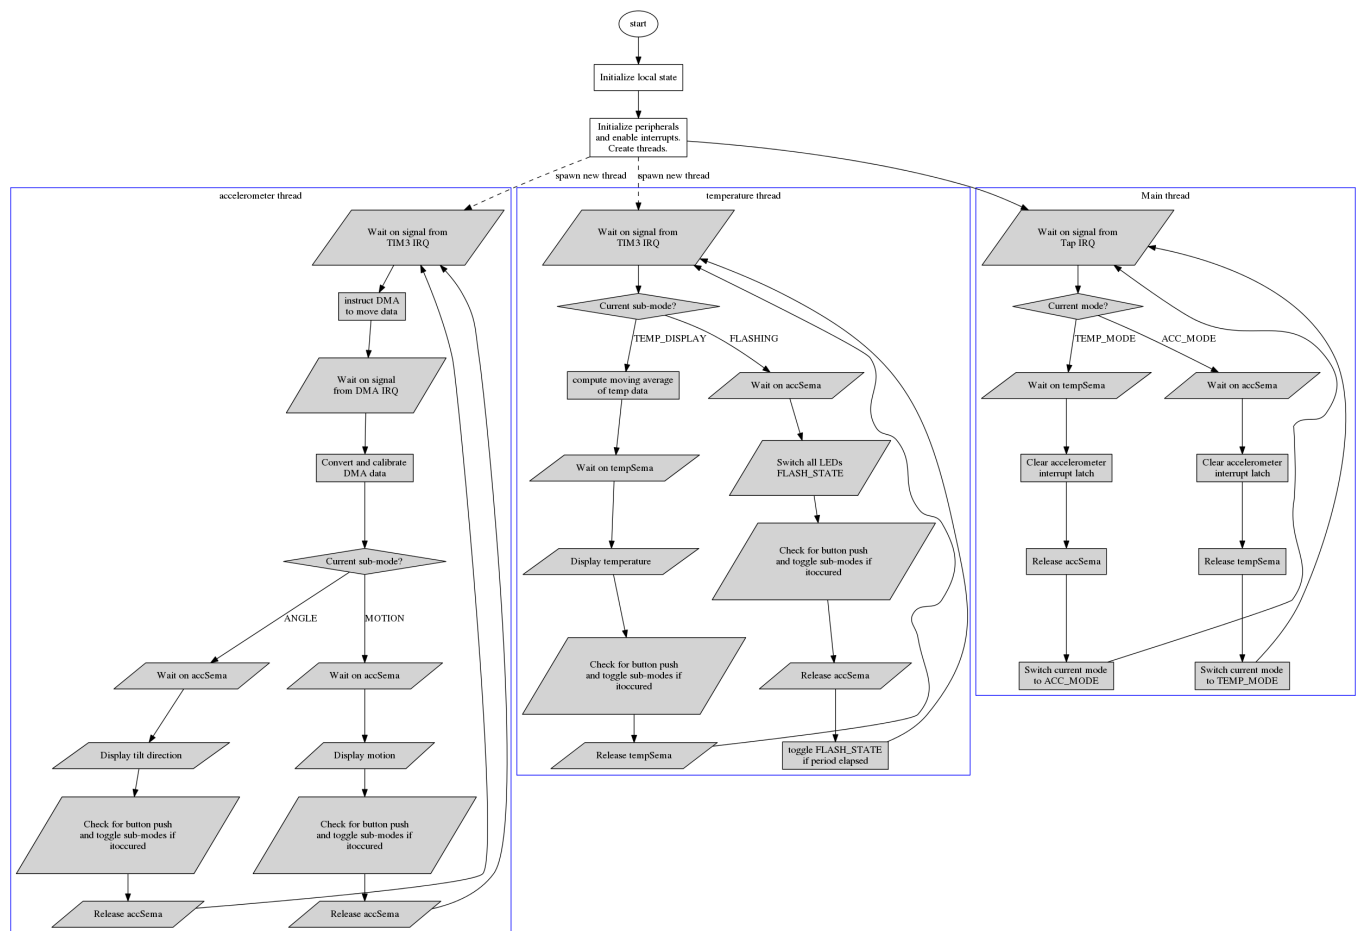 start
Initialize local state
Initialize peripherals
and enable interrupts.
Create threads.
spawn new thread
spawn new thread
accelerometer thread
Wait on signal from
TIM3 IRQ
instruct DMA
to move data
Wait on signal
from DMA IRQ
Convert and calibrate
DMA data
Current sub-mode?
ANGLE
MOTION
Wait on accSema
Wait on accSema
Display tilt direction
Display motion
Check for button push
and toggle sub-modes if
itoccured
Check for button push
and toggle sub-modes if
itoccured
Release accSema
Release accSema
temperature thread
Wait on signal from
TIM3 IRQ
Current sub-mode?
TEMP_DISPLAY
FLASHING
compute moving average
of temp data
Wait on accSema
Wait on tempSema
Switch all LEDs
FLASH_STATE
Display temperature
Check for button push
and toggle sub-modes if
itoccured
Check for button push
and toggle sub-modes if
itoccured
Release accSema
Release tempSema
toggle FLASH_STATE
if period elapsed
Main thread
Wait on signal from
Tap IRQ
Current mode?
TEMP_MODE
ACC_MODE
Wait on tempSema
Wait on accSema
Clear accelerometer
interrupt latch
Clear accelerometer
interrupt latch
Release accSema
Release tempSema
Switch current mode
to ACC_MODE
Switch current mode
to TEMP_MODE